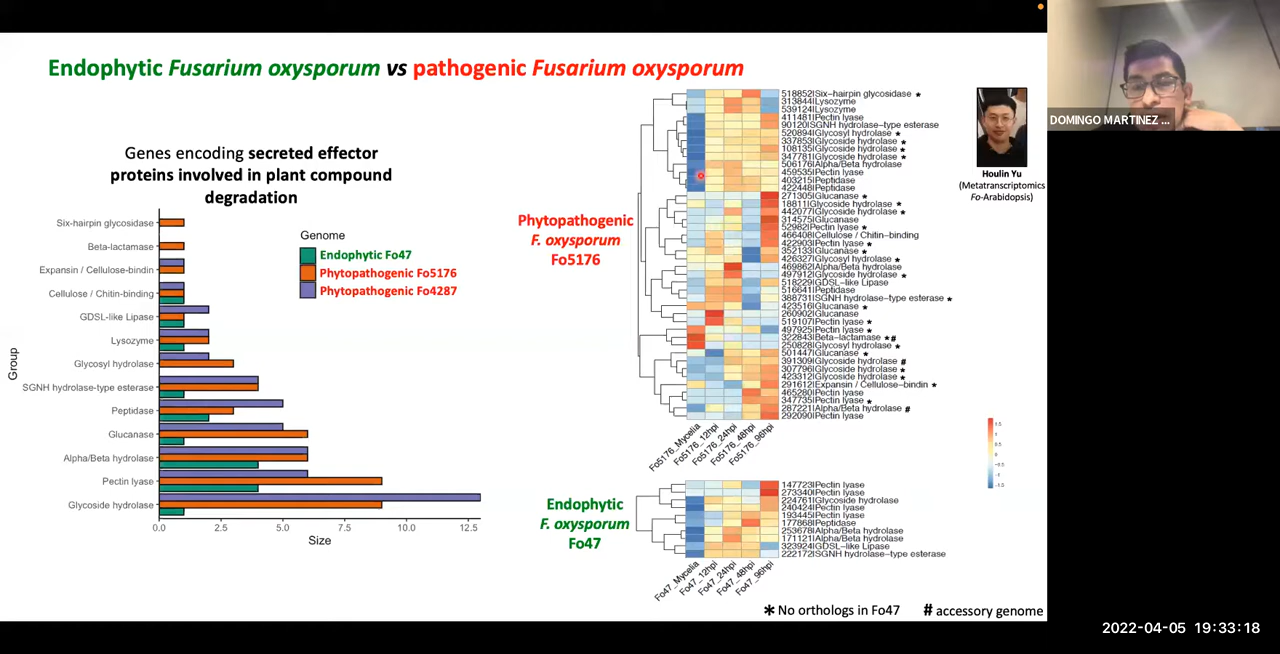 Endophytic Fusarium oxysporum vs pathogenic Fusarium oxysporum
Genes encoding secreted effector
proteins involved in plant compound
degradation
Group
Six-hairpin glycosidase
Beta-lactamase
Expansin / Cellulose-bindin
Cellulose / Chitin-binding
GDSL-like Lipase
Lysozyme
Glycosyl hydrolase
SGNH hydrolase-type esterase
Peptidase
Glucanase
Alpha/Beta hydrolase
Pectin lyase
Glycoside hydrolase
0.0 2.5 5.0 7.5 10.0 12.5
Size
Genome
Endophytic Fo47
Phytopathogenic Fo5176
Phytopathogenic Fo4287
Phytopathogenic
F. oxysporum
Fo5176
518852|Six-hairpin glycosidase *
313844|Lysozyme
539124|Lysozyme
411481|Pectin lyase
90120|SGNH hydrolase-type esterase
520894|Glycosyl hydrolase *
337853|Glycoside hydrolase *
108135|Glycoside hydrolase *
347781|Glycoside hydrolase *
506176|Alpha/Beta hydrolase
459535|Pectin lyase
403215|Peptidase
422448|Peptidase
271305|Glucanase *
18811|Glycoside hydrolase *
442077|Glycoside hydrolase *
314575|Glucanase
52982|Pectin lyase *
466408|Cellulose / Chitin-binding
422903|Pectin lyase *
352133|Glucanase *
426327|Glycosyl hydrolase *
469862|Alpha/Beta hydrolase
497912|Glycoside hydrolase *
518229|GDSL-like Lipase
516641|Peptidase
388731|SGNH hydrolase-type esterase *
423516|Glucanase *
260902|Glucanase
519107|Pectin lyase *
497925|Pectin lyase *
322843|Beta-lactamase *#
250828|Glycosyl hydrolase *
501447|Glucanase *
391309|Glycoside hydrolase #
307796|Glycoside hydrolase *
423312|Glycoside hydrolase *
291612|Expansin / Cellulose-bindin *
465280|Pectin lyase
347735|Pectin lyase *
287221|Alpha/Beta hydrolase #
292090|Pectin lyase
Fo5176_Mycelia
Fo5176_12hpi
Fo5176_24hpi
Fo5176_48hpi
Fo5176_96hpi
Endophytic
F. oxysporum
Fo47
147723|Pectin lyase
273340|Pectin lyase
224761|Glycoside hydrolase
240424|Pectin lyase
193445|Pectin lyase
177868|Peptidase
253678|Alpha/Beta hydrolase
171121|Alpha/Beta hydrolase
323924|GDSL-like Lipase
222172|SGNH hydrolase-type esterase
Fo47_Mycelia
Fo47_12hpi
Fo47_24hpi
Fo47_48hpi
Fo47_96hpi
1.5
1
0.5
0
-0.5
-1
-1.5
* No orthologs in Fo47 # accessory genome
Houlin Yu
(Metatranscriptomics
Fo-Arabidopsis)
DOMINGO MARTINEZ ...
2022-04-05 19:33:18